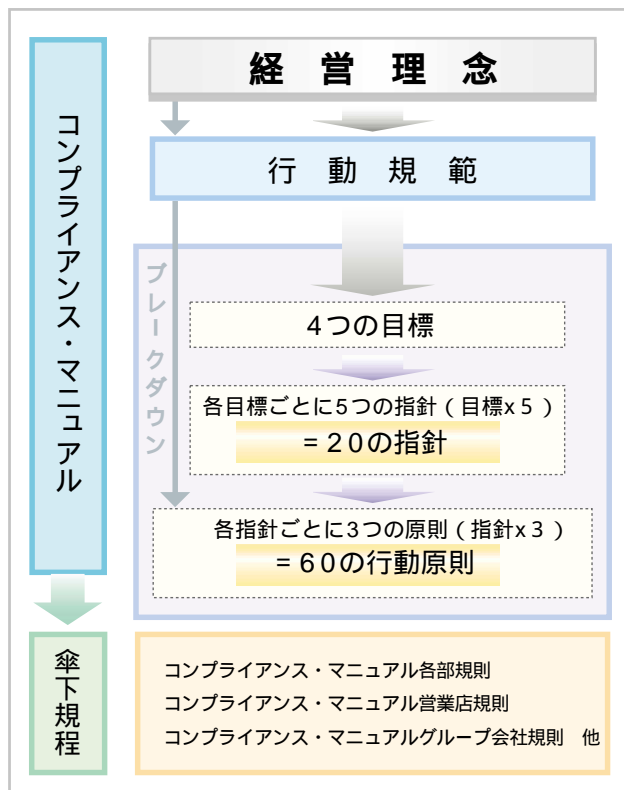 コンプライアンス・マニュアル
経営理念
行動規範
ブレークダウン
4つの目標
各目標ごとに5つの指針(目標x5)
=20の指針
各指針ごとに3つの原則(指針x3)
=60の行動原則
傘下規程
コンプライアンス・マニュアル各部規則
コンプライアンス・マニュアル営業店規則
コンプライアンス・マニュアルグループ会社規則 他